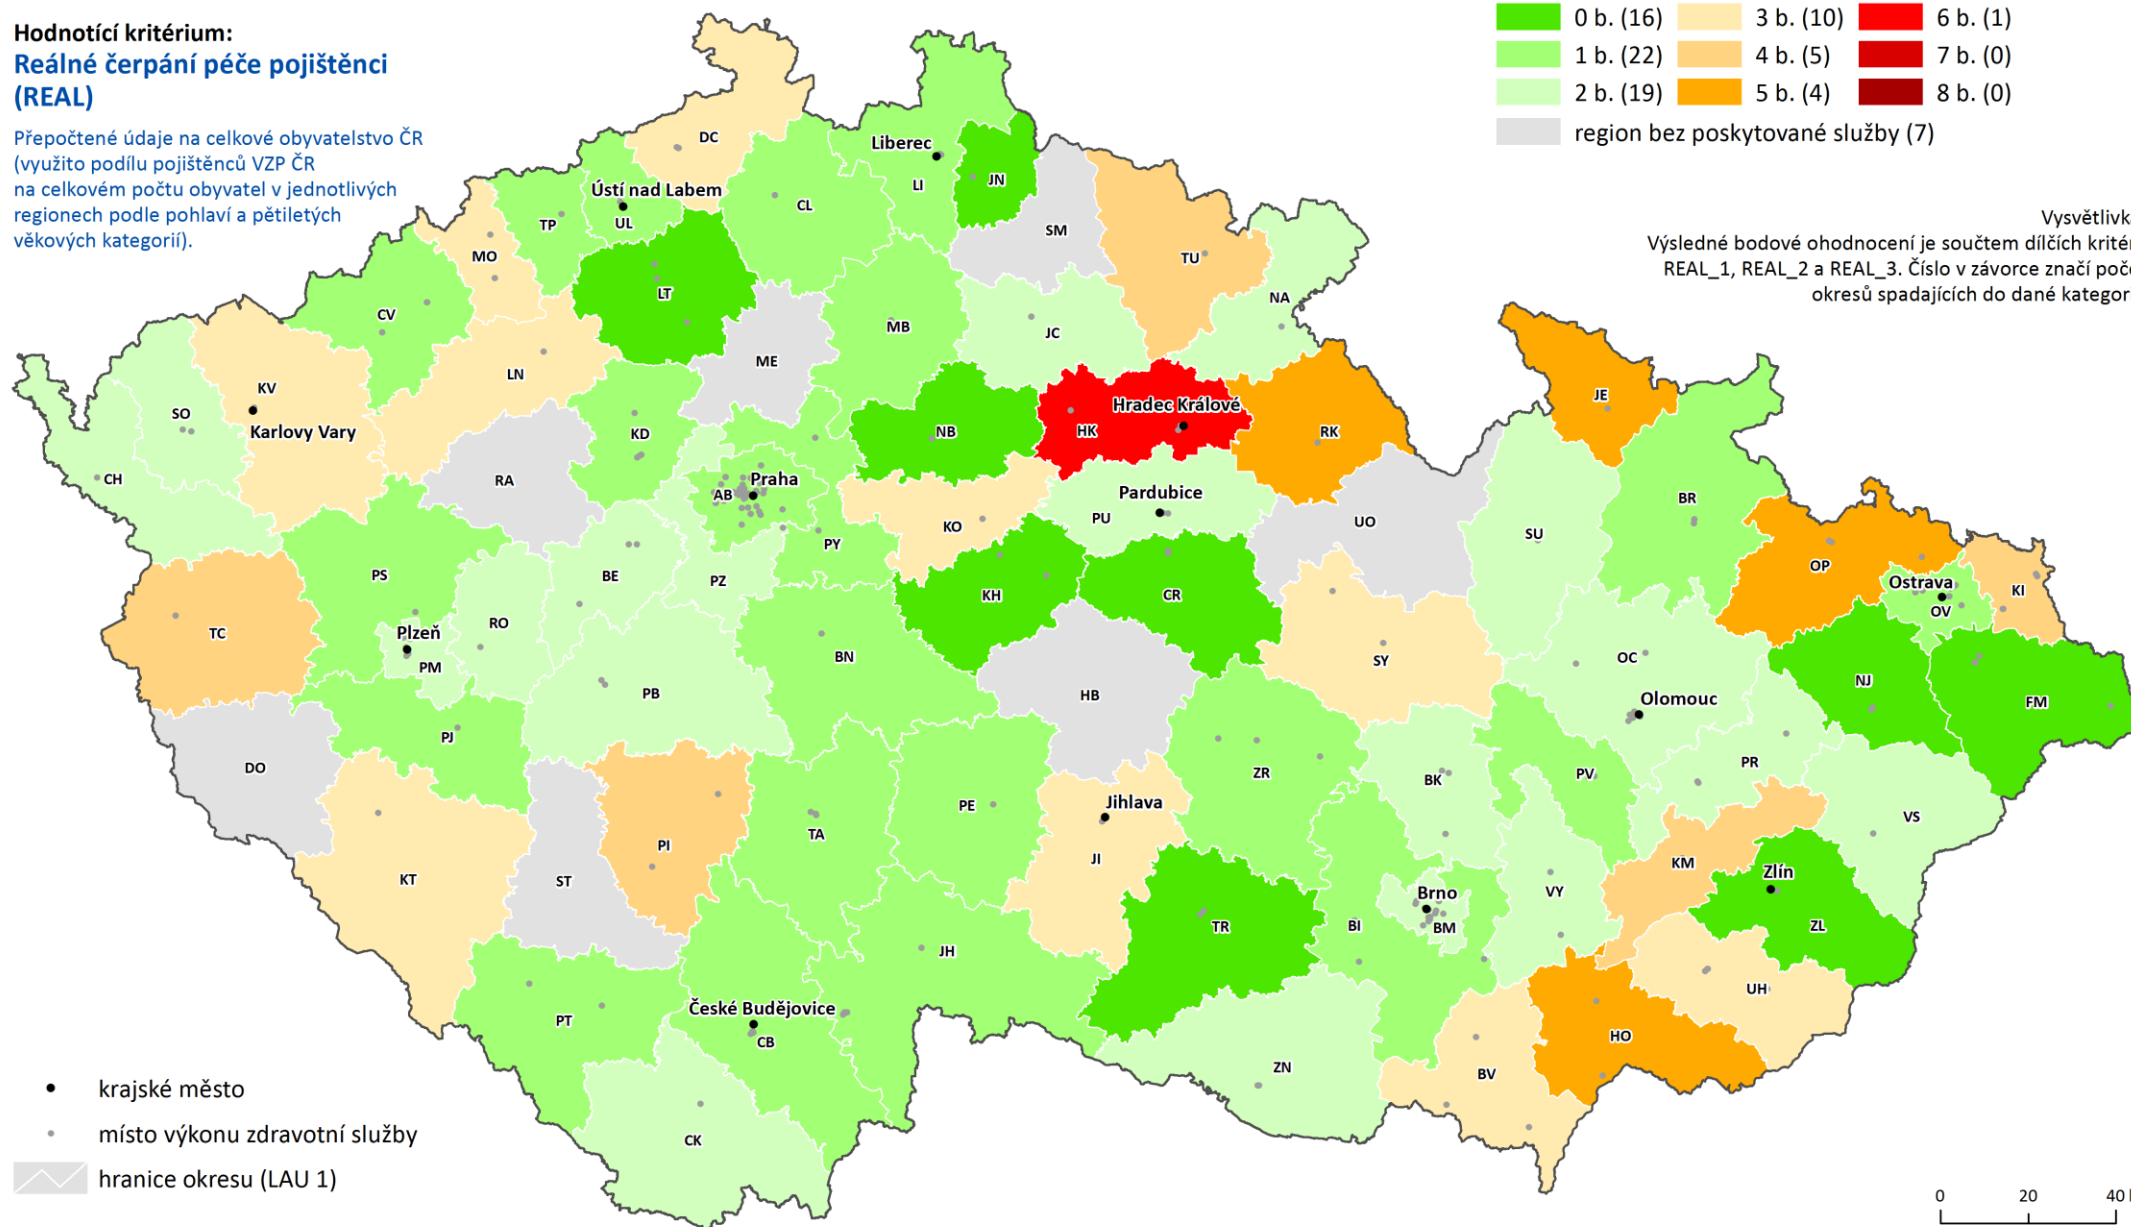 Hodnotící kritérium:
Reálné čerpání péče pojištěnci
(REAL)
Přepočtené údaje na celkové obyvatelstvo ČR
(využito podílu pojištěnců VZP ČR
na celkovém počtu obyvatel v jednotlivých
regionech podle pohlaví a pětiletých
věkových kategorií).
0 b. (16)
3 b. (10)
6 b. (1)
1 b. (22)
4 b. (5)
7 b. (0)
2 b. (19)
5 b. (4)
8 b. (0)
region bez poskytované služby (7)
Vysvětlivk
Výsledné bodové ohodnocení je součtem dílčích kritér
REAL_1, REAL_2 a REAL_3. Číslo v závorce značí poč
okresů spadajících do dané kategor
DC
Liberec
LI
JN
Ústí nad Labem
UL
TP
CL
SM
MO
TU
LT
NA
CV
MB
JC
ME
LN
KV
Karlovy Vary
SO
JE
Hradec Králové
HK
RK
NB
KD
CH
RA
Praha
AB
Pardubice
PU
BR
KO
UO
SU
PY
PS
BE
PZ
KH
CR
OP
Ostrava
OV
KI
RO
TC
Plzeň
PM
BN
SY
OC
NJ
PB
HB
Olomouc
FM
PJ
DO
ZR
BK
PV
PR
PE
Jihlava
JI
VS
TA
PI
KT
ST
KM
Zlín
ZL
VY
Brno
BM
BI
TR
JH
UH
České Budějovice
CB
PT
HO
ZN
BV
CK
krajské město
místo výkonu zdravotní služby
hranice okresu (LAU 1)
0 20 40